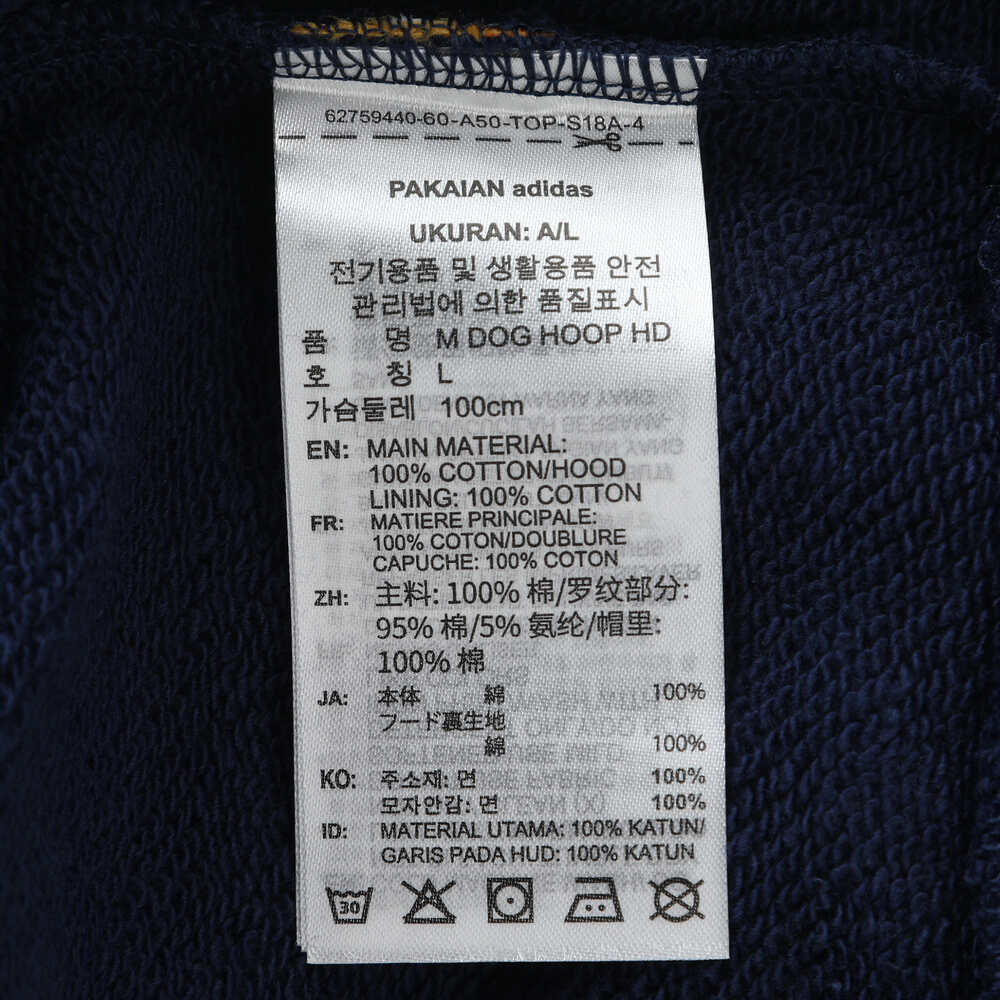 62759440-60-A50-TOP-S18A-4
PAKAIAN adidas
UKURAN: A/L
전기용품 및 생활용품 안전
관리법에 의한 품질표시
품 명 M DOG HOOP HD
호 칭 L
가슴둘레 100cm
EN: MAIN MATERIAL:
100% COTTON/HOOD
LINING: 100% COTTON
FR: MATIERE PRINCIPALE:
100% COTON/DOUBLURE
CAPUCHE: 100% COTON
ZH: 主料: 100% 棉/罗纹部分:
95% 棉/5% 氨纶/帽里:
100% 棉
JA: 本体 綿 100%
フード裏生地
綿 100%
KO: 주소재: 면 100%
모자안감: 면 100%
ID: MATERIAL UTAMA: 100% KATUN/
GARIS PADA HUD: 100% KATUN
30